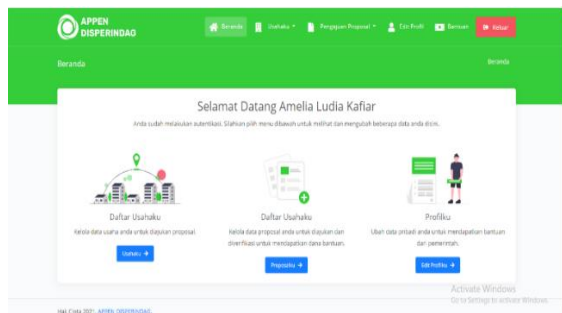 APPEN
DISPERINDAG
Beranda
Usahaku
Pengajuan Proposal
Edit Profil
Bantuan
Keluar
Beranda
Beranda
Selamat Datang Amelia Ludia Kafiar
Anda sudah melakukan autentikasi. Silahkan pilih menu dibawah untuk melihat dan mengubah beberapa data anda disini.
Daftar Usahaku
Kelola data usaha anda untuk diajukan proposal.
Usahaku →
Daftar Usahaku
Kelola data proposal anda untuk diajukan dan
diverifikasi untuk mendapatkan dana bantuan.
Proposalku →
Profilku
Ubah data pribadi anda untuk mendapatkan bantuan
dari pemerintah.
Edit Profilku →
Activate Windows
Go to Settings to activate Windows.
Hak Cipta 2021. APPEN DISPERINDAG.